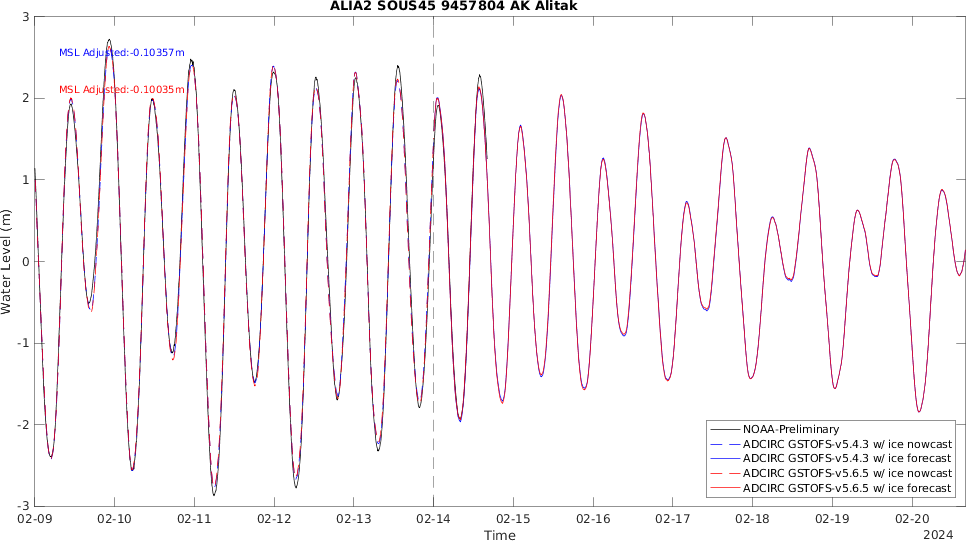 ALIA2 SOUS45 9457804 AK Alitak
MSL Adjusted:-0.10357m
MSL Adjusted:-0.10035m
3
2
1
0
-1
-2
-3
Water Level (m)
02-09 02-10 02-11 02-12 02-13 02-14 02-15 02-16 02-17 02-18 02-19 02-20
Time
2024
NOAA-Preliminary
ADCIRC GSTOFS-v5.4.3 w/ ice nowcast
ADCIRC GSTOFS-v5.4.3 w/ ice forecast
ADCIRC GSTOFS-v5.6.5 w/ ice nowcast
ADCIRC GSTOFS-v5.6.5 w/ ice forecast